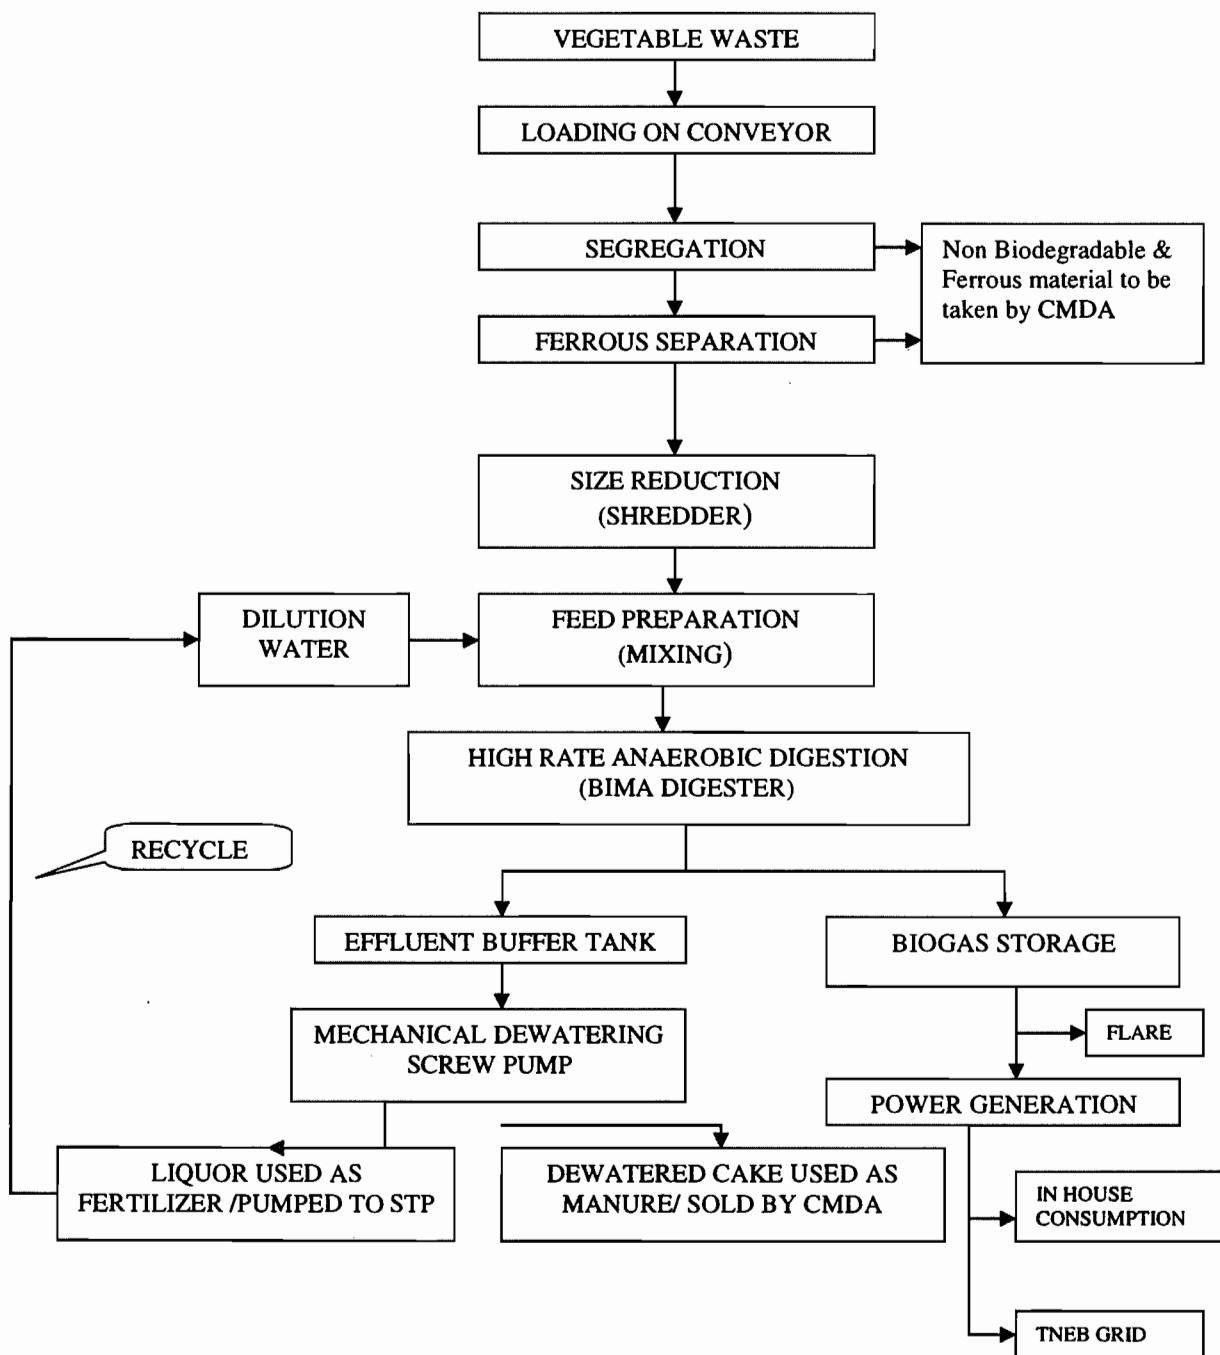 VEGETABLE WASTE
LOADING ON CONVEYOR
SEGREGATION
Non Biodegradable &
Ferrous material to be
taken by CMDA
FERROUS SEPARATION
SIZE REDUCTION
(SHREDDER)
DILUTION
WATER
FEED PREPARATION
(MIXING)
HIGH RATE ANAEROBIC DIGESTION
(BIMA DIGESTER)
RECYCLE
EFFLUENT BUFFER TANK
BIOGAS STORAGE
MECHANICAL DEWATERING
SCREW PUMP
FLARE
POWER GENERATION
LIQUOR USED AS
FERTILIZER /PUMPED TO STP
DEWATERED CAKE USED AS
MANURE/ SOLD BY CMDA
IN HOUSE
CONSUMPTION
TNEB GRID